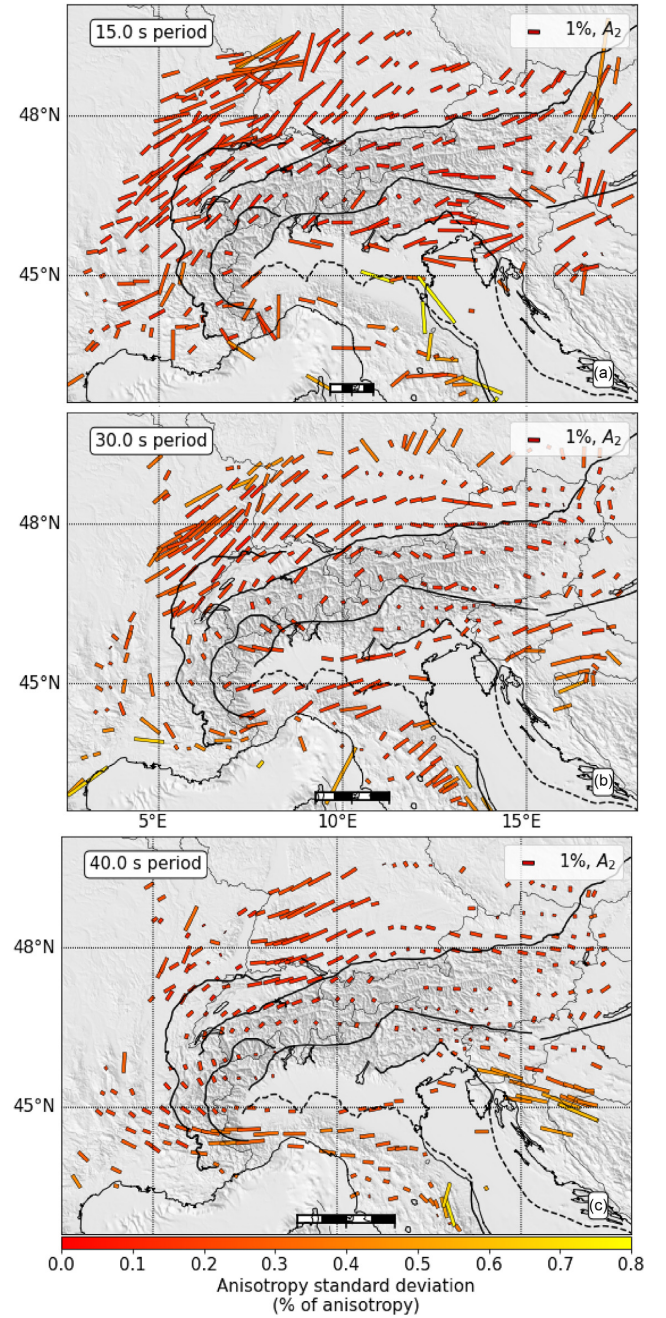 15.0 s period
1%, A2
48°N
45°N
(a)
30.0 s period
1%, A2
48°N
45°N
(b)
5°E 10°E 15°E
40.0 s period
1%, A2
48°N
45°N
(c)
0.0 0.1 0.2 0.3 0.4 0.5 0.6 0.7 0.8
Anisotropy standard deviation
(% of anisotropy)